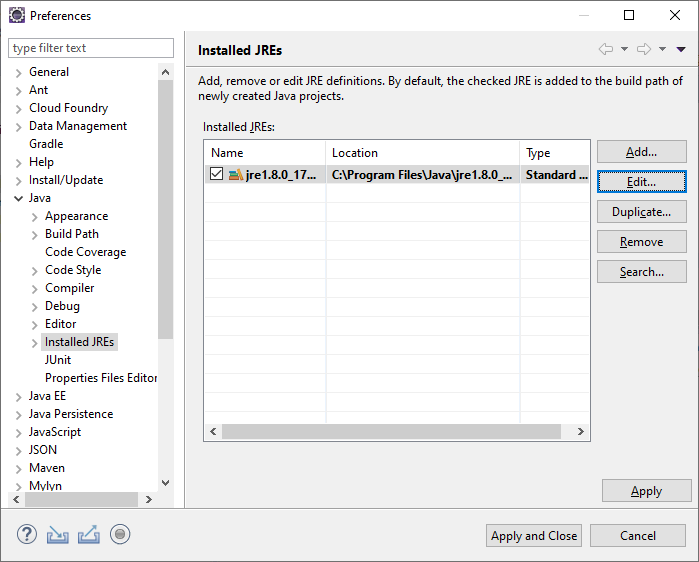 Preferences
type filter text
General
Ant
Cloud Foundry
Data Management
Gradle
Help
Install/Update
Java
Appearance
Build Path
Code Coverage
Code Style
Compiler
Debug
Editor
Installed JREs
JUnit
Properties Files Editor
Java EE
Java Persistence
JavaScript
JSON
Maven
Mylyn
Installed JREs
Add, remove or edit JRE definitions. By default, the checked JRE is added to the build path of
newly created Java projects.
Installed JREs:
Name Location Type
jre1.8.0_17... C:\Program Files\Java\jre1.8.0_... Standard ...
Add...
Edit...
Duplicate...
Remove
Search...
Apply
? Apply and Close Cancel